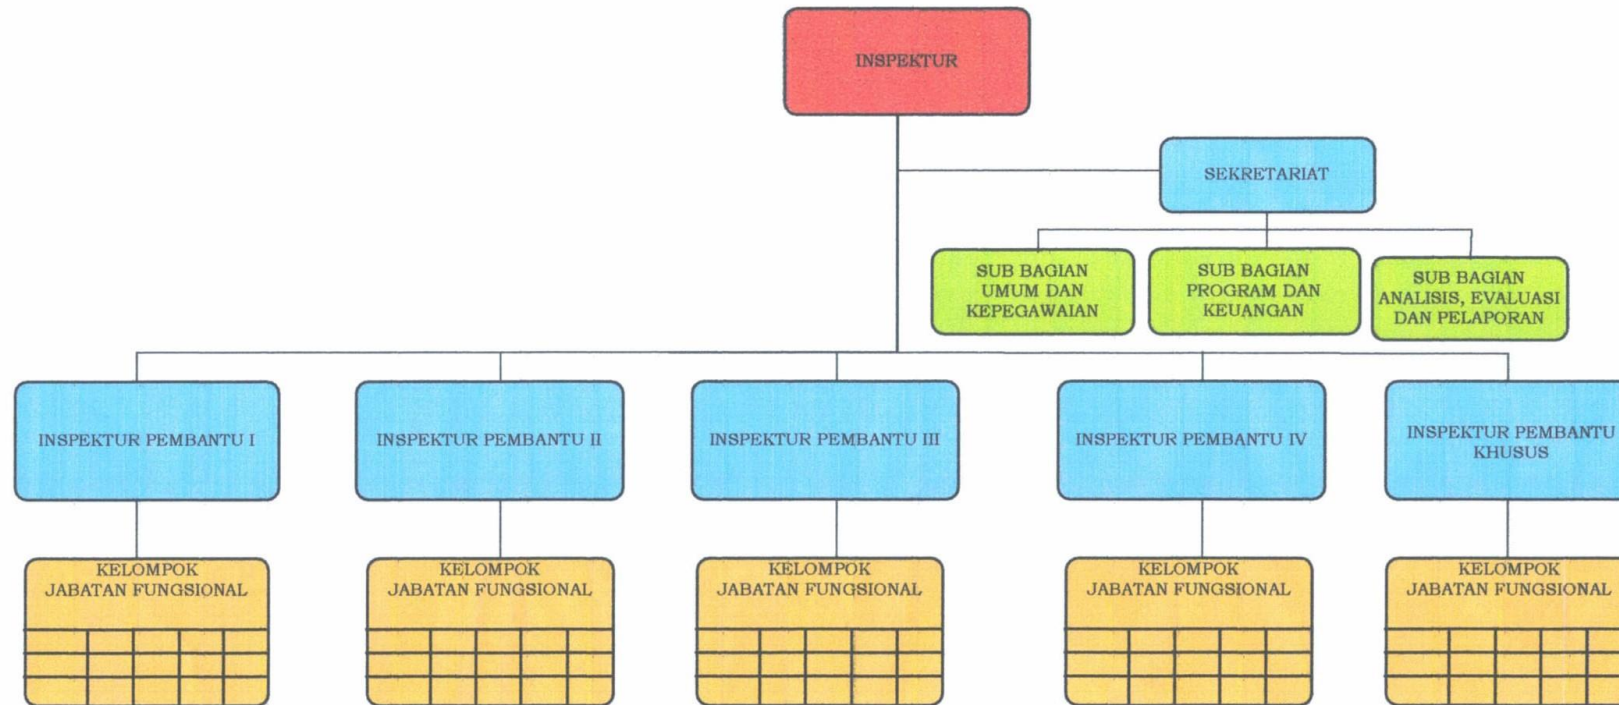 INSPEKTUR
SEKRETARIAT
SUB BAGIAN
UMUM DAN
KEPEGAWAIAN
SUB BAGIAN
PROGRAM DAN
KEUANGAN
SUB BAGIAN
ANALISIS, EVALUASI
DAN PELAPORAN
INSPEKTUR PEMBANTU I
INSPEKTUR PEMBANTU II
INSPEKTUR PEMBANTU III
INSPEKTUR PEMBANTU IV
INSPEKTUR PEMBANTU
KHUSUS
KELOMPOK
JABATAN FUNGSIONAL
KELOMPOK
JABATAN FUNGSIONAL
KELOMPOK
JABATAN FUNGSIONAL
KELOMPOK
JABATAN FUNGSIONAL
KELOMPOK
JABATAN FUNGSIONAL